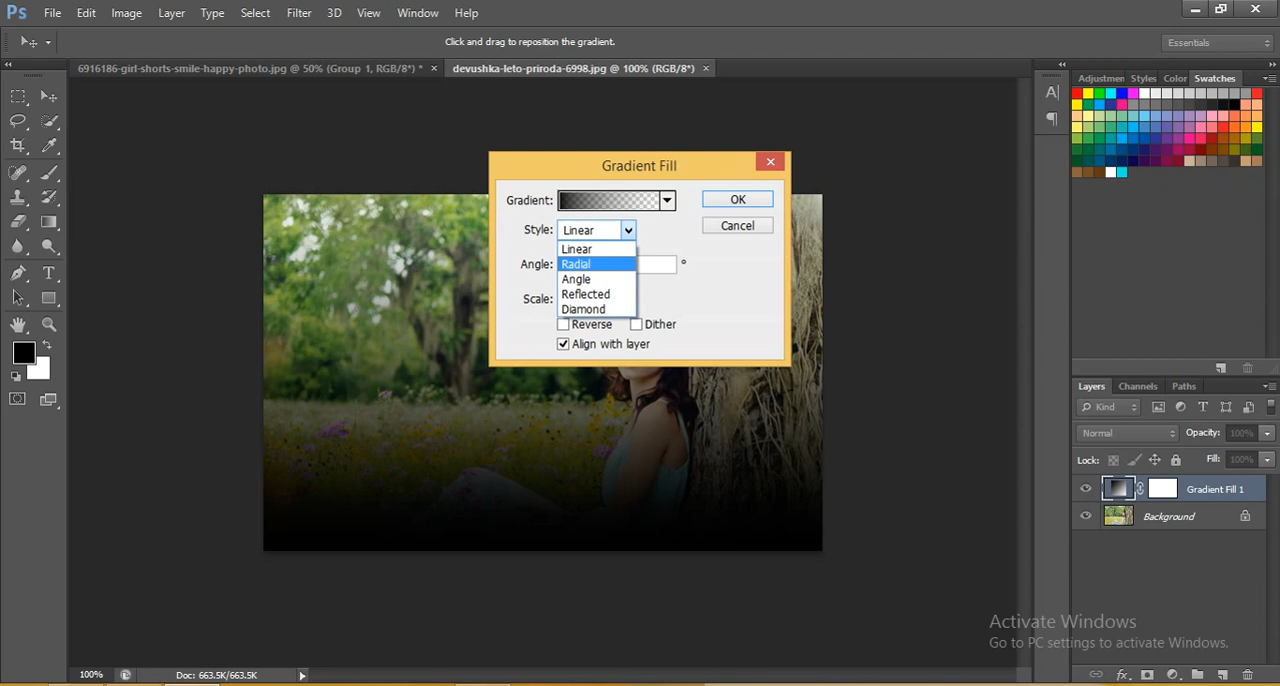 Ps File Edit Image Layer Type Select Filter 3D View Window Help
Click and drag to reposition the gradient.
Essentials
6916186-girl-shorts-smile-happy-photo.jpg @ 50% (Group 1, RGB/8*) * ×
devushka-leto-priroda-6998.jpg @ 100% (RGB/8*) ×
Adjustmen Styles Color Swatches
Gradient Fill
Gradient:
OK
Style: Linear
Cancel
Linear
Angle: Radial °
Angle
Scale: Reflected
Diamond
Reverse Dither
Align with layer
Layers Channels Paths
Kind
Normal Opacity: 100%
Lock: Fill: 100%
Gradient Fill 1
Background
Activate Windows
Go to PC settings to activate Windows.
100% Doc: 663.5K/663.5K